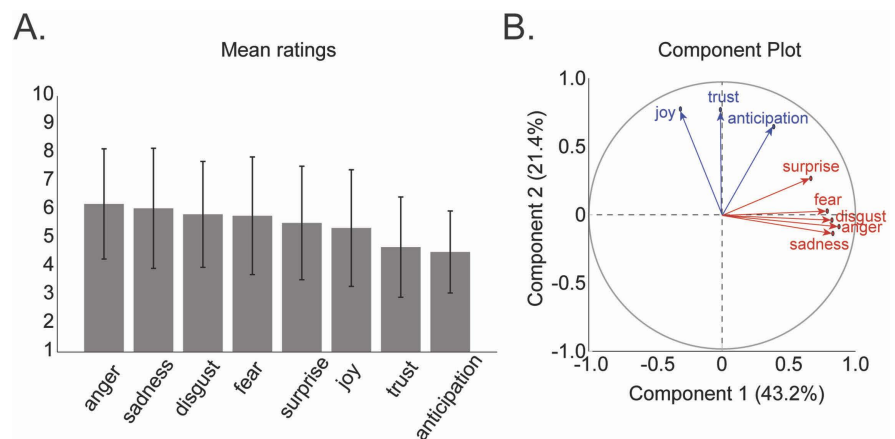 A.
Mean ratings
10
9
8
7
6
5
4
3
2
1
anger
sadness
disgust
fear
surprise
joy
trust
anticipation
B.
Component Plot
1.0
0.5
0
-0.5
-1.0
Component 2 (21.4%)
trust
joy
anticipation
surprise
fear
disgust
anger
sadness
-1.0 -0.5 0 0.5 1.0
Component 1 (43.2%)